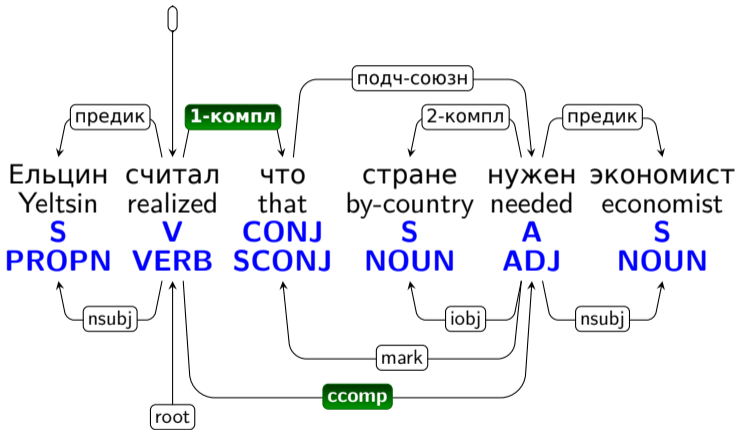 подч-союзн
предик 1-компл 2-компл предик
Ельцин считал что стране нужен экономист
Yeltsin realized that by-country needed economist
S V CONJ S A S
PROPN VERB SCONJ NOUN ADJ NOUN
nsubj iobj nsubj
mark
ccomp
root